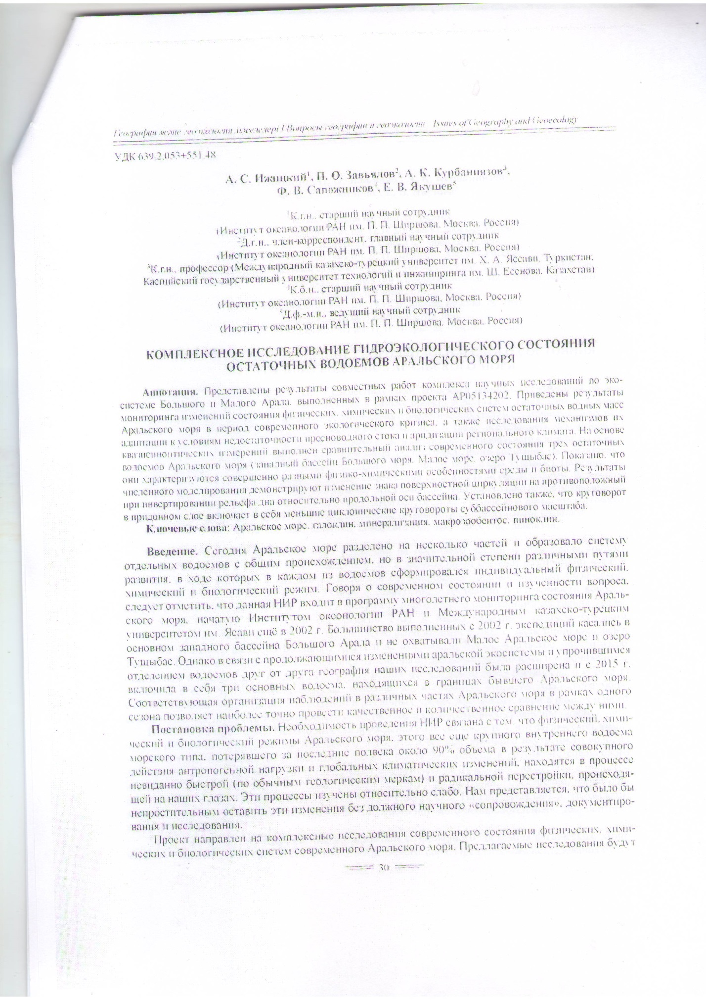 География және геоэкология мәселелері / Вопросы географии и геоэкологии Issues of Geography and Geoecology
УДК 639.2.053+551.48
А. С. Ижицкий¹, П. О. Завьялов², А. К. Курбаниязов³,
Ф. В. Сапожников⁴, Е. В. Якушев⁵
¹К.г.н., старший научный сотрудник
(Институт океанологии РАН им. П. П. Ширшова, Москва, Россия)
²Д.г.н., член-корреспондент, главный научный сотрудник
(Институт океанологии РАН им. П. П. Ширшова, Москва, Россия)
³К.г.н., профессор (Международный казахско-турецкий университет им. Х. А. Яссави, Туркистан;
Каспийский государственный университет технологий и инжиниринга им. Ш. Есенова, Казахстан)
⁴К.б.н., старший научный сотрудник
(Институт океанологии РАН им. П. П. Ширшова, Москва, Россия)
⁵Д.ф.-м.н., ведущий научный сотрудник
(Институт океанологии РАН им. П. П. Ширшова, Москва, Россия)
КОМПЛЕКСНОЕ ИССЛЕДОВАНИЕ ГИДРОЭКОЛОГИЧЕСКОГО СОСТОЯНИЯ
ОСТАТОЧНЫХ ВОДОЕМОВ АРАЛЬСКОГО МОРЯ
Аннотация. Представлены результаты совместных работ комплекса научных исследований по эко-
системе Большого и Малого Арала, выполненных в рамках проекта АР05134202. Приведены результаты
мониторинга изменений состояния физических, химических и биологических систем остаточных водных масс
Аральского моря в период современного экологического кризиса, а также исследования механизмов их
адаптации к условиям недостаточности пресноводного стока и аридизации регионального климата. На основе
квазисиноптических измерений выполнен сравнительный анализ современного состояния трех остаточных
водоемов Аральского моря (западный бассейн Большого моря, Малое море, озеро Тущыбас). Показано, что
они характеризуются совершенно разными физико-химическими особенностями среды и биоты. Результаты
численного моделирования демонстрируют изменение знака поверхностной циркуляции на противоположный
при инвертировании рельефа дна относительно продольной оси бассейна. Установлено также, что круговорот
в придонном слое включает в себя меньшие циклонические круговороты суббассейнового масштаба.
Ключевые слова: Аральское море, галоклин, минерализация, макрозообентос, пиноклин.
Введение. Сегодня Аральское море разделено на несколько частей и образовало систему
отдельных водоемов с общим происхождением, но в значительной степени различными путями
развития, в ходе которых в каждом из водоемов сформировался индивидуальный физический,
химический и биологический режим. Говоря о современном состоянии и изученности вопроса,
следует отметить, что данная НИР входит в программу многолетнего мониторинга состояния Араль-
ского моря, начатую Институтом оксонологии РАН и Международным казахско-турецким
университетом им. Ясави ещё в 2002 г. Большинство выполненных с 2002 г. экспедиций касались в
основном западного бассейна Большого Арала и не охватывали Малое Аральское море и озеро
Тущыбас. Однако в связи с продолжающимися изменениями аральской экосистемы и упрочившимся
отделением водоемов друг от друга география наших исследований была расширена и с 2015 г.
включила в себя три основных водоема, находящихся в границах бывшего Аральского моря.
Соответствующая организация наблюдений в различных частях Аральского моря в рамках одного
сезона позволяет наиболее точно провести качественное и количественное сравнение между ними.
Постановка проблемы. Необходимость проведения НИР связана с тем, что физический, хими-
ческий и биологический режимы Аральского моря, этого все еще крупного внутреннего водоема
морского типа, потерявшего за последние полвека около 90% объема в результате совокупного
действия антропогенной нагрузки и глобальных климатических изменений, находятся в процессе
невиданно быстрой (по обычным геологическим меркам) и радикальной перестройки, происходя-
щей на наших глазах. Эти процессы изучены относительно слабо. Нам представляется, что было бы
непростительным оставить эти изменения без должного научного «сопровождения», документиро-
вания и исследования.
Проект направлен на комплексные исследования современного состояния физических, хими-
ческих и биологических систем современного Аральского моря. Предлагаемые исследования будут
30